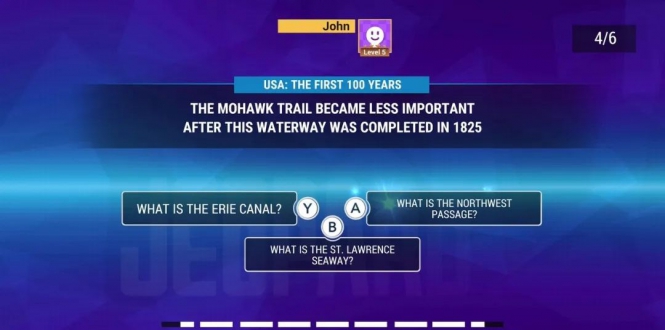 John
Level 5
4/6
USA: THE FIRST 100 YEARS
THE MOHAWK TRAIL BECAME LESS IMPORTANT
AFTER THIS WATERWAY WAS COMPLETED IN 1825
WHAT IS THE ERIE CANAL?
Y
A
WHAT IS THE NORTHWEST
PASSAGE?
B
WHAT IS THE ST. LAWRENCE
SEAWAY?
JEOPARDY